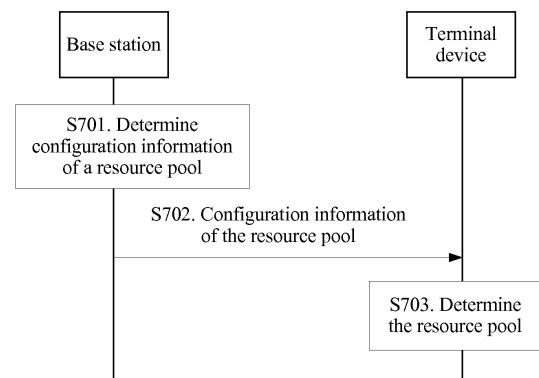 Base station
Terminal
device
S701. Determine
configuration information
of a resource pool
S702. Configuration information
of the resource pool
S703. Determine
the resource pool